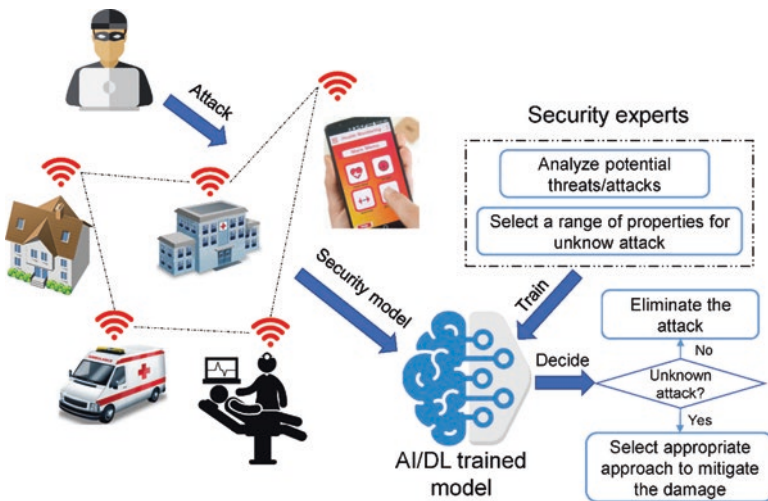 Attack
Security experts
Analyze potential
threats/attacks
Select a range of properties for
unknow attack
Security model
Train
Eliminate the
attack
No
Decide
Unknown
attack?
Yes
AI/DL trained
model
Select appropriate
approach to mitigate
the damage
AMBULANCE